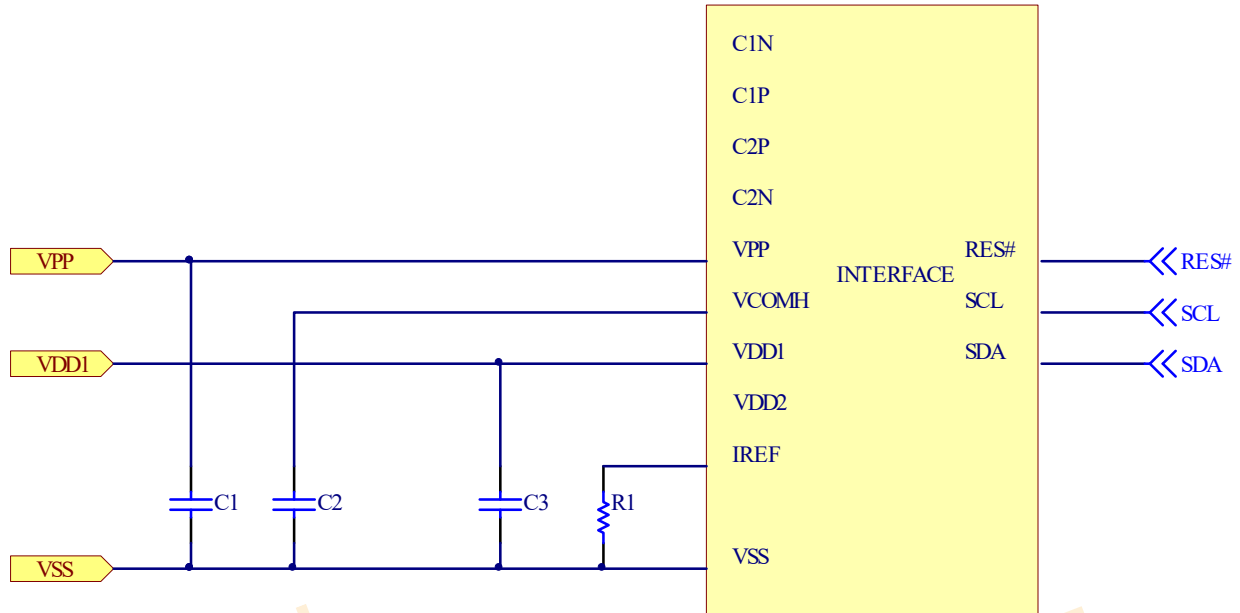 C1N
C1P
C2P
C2N
VPP
VPP
RES#
RES#
INTERFACE
VCOMH
SCL
SCL
VDD1
VDD1
SDA
SDA
VDD2
IREF
C1
C2
C3
R1
VSS
VSS